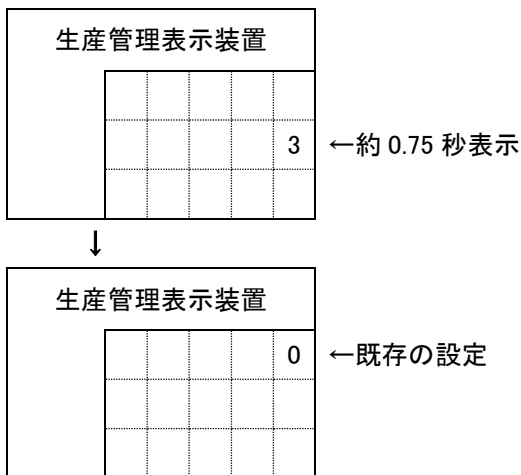 生産管理表示装置
3 ←約 0.75 秒表示
↓
生産管理表示装置
0 ←既存の設定